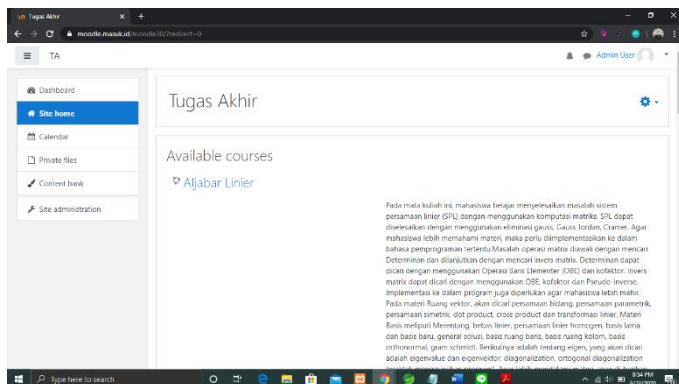 Tugas Akhir
moodle.masuk.id/moodle310/?redirect=0
TA
Admin User
Dashboard
Site home
Calendar
Private files
Content bank
Site administration
Tugas Akhir
Available courses
Aljabar Linier
Pada mata kuliah ini, mahasiswa belajar menyelesaikan masalah sistem
persamaan linier (SPL) dengan menggunakan komputasi matriks. SPL dapat
diselesaikan dengan menggunakan eliminasi gauss, Gauss Jordan, Cramer. Agar
mahasiswa lebih memahami materi, maka perlu diimplementasikan ke dalam
bahasa pemprograman tertentu.Masalah operasi matrix diawali dengan mencari
Determinan dan dilanjutkan dengan mencari invers matrix. Determinan dapat
dicari dengan menggunakan Operasi Baris Elementer (OBE) dan kofaktor. Invers
matrix dapat dicari dengan menggunakan OBE, kofaktor dan Pseudo-Inverse.
Implementasi ke dalam program juga diperlukan agar mahasiswa lebih mahir.
Pada materi Ruang vektor, akan dicari persamaan bidang, persamaan parametrik,
persamaan simetrik, dot product, cross product dan transformasi linier. Materi
Basis meliputi Merentang, bebas linier, persamaan linier homogen, basis lama
dan basis baru, general solusi, basis ruang baris, basis ruang kolom, basis
orthonormal, gram schmidt. Berikutnya adalah tentang eigen, yang akan dicari
adalah eigenvalue dan eigenvektor, diagonalization, ortogonal diagonalization
Type here to search
8:54 PM